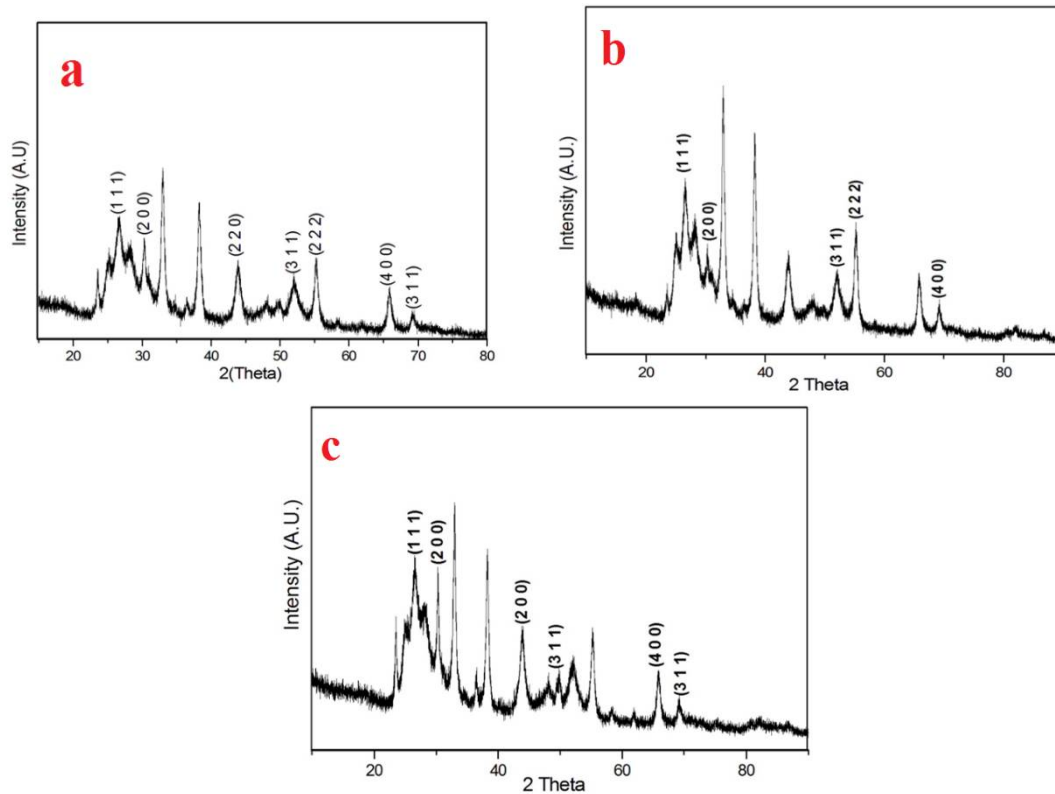 a
Intensity (A.U)
(1 1 1)
(2 0 0)
(2 2 0)
(3 1 1)
(2 2 2)
(4 0 0)
(3 1 1)
20 30 40 50 60 70 80
2(Theta)
b
Intensity (A.U.)
(1 1 1)
(2 0 0)
(3 1 1)
(2 2 2)
(4 0 0)
20 40 60 80
2 Theta
c
Intensity (A.U.)
(1 1 1)
(2 0 0)
(2 0 0)
(3 1 1)
(4 0 0)
(3 1 1)
20 40 60 80
2 Theta